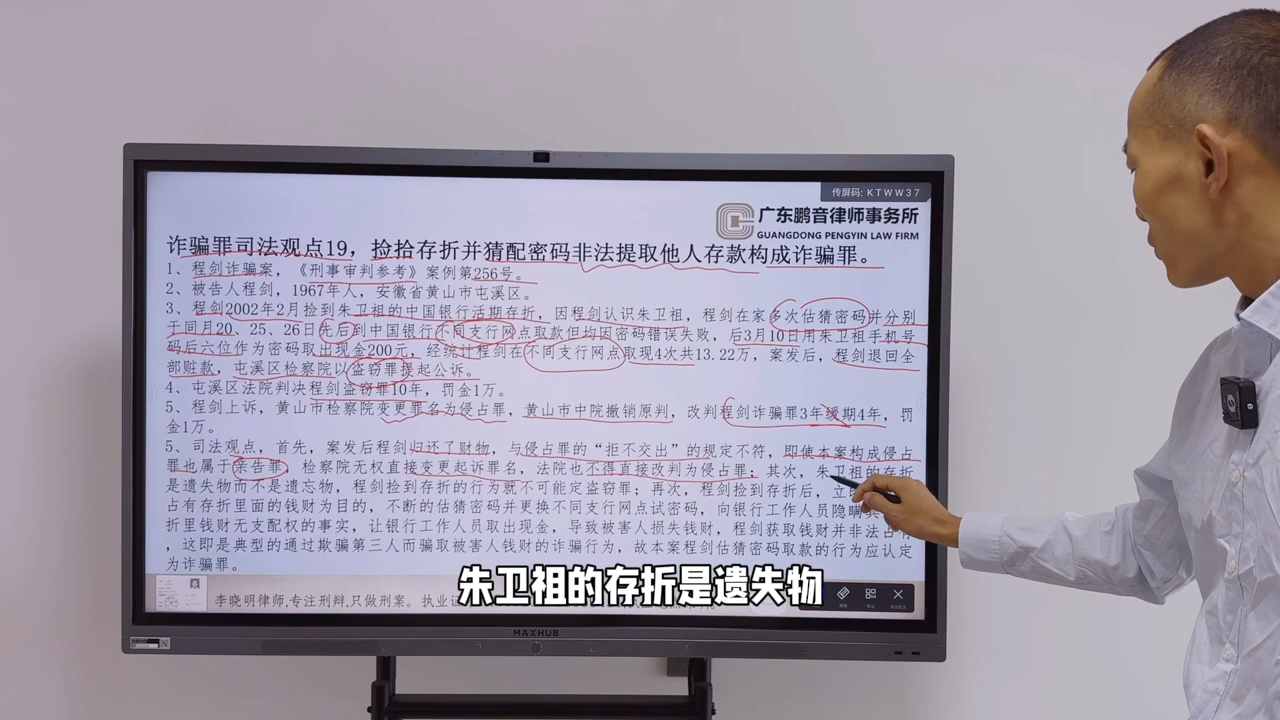 传屏码: KTWW37
广东鹏音律师事务所
GUANGDONG PENGYIN LAW FIRM
诈骗罪司法观点19，捡拾存折并猜配密码非法提取他人存款构成诈骗罪。
1、程剑诈骗案，《刑事审判参考》案例第256号。
2、被告人程剑，1967年人，安徽省黄山市屯溪区。
3、程剑2002年2月捡到朱卫祖的中国银行活期存折，因程剑认识朱卫祖，程剑在家多次估猜密码并分别
于同月20、25、26日先后到中国银行不同支行网点取款但均因密码错误失败，后3月10日用朱卫祖手机号
码后六位作为密码取出现金200元，经统计程剑在不同支行网点取现4次共13.22万，案发后，程剑退回全
部赃款，屯溪区检察院以盗窃罪提起公诉。
4、屯溪区法院判决程剑盗窃罪10年，罚金1万。
5、程剑上诉，黄山市检察院变更罪名为侵占罪，黄山市中院撤销原判，改判程剑诈骗罪3年缓期4年，罚
金1万。
5、司法观点，首先，案发后程剑归还了财物，与侵占罪的“拒不交出”的规定不符，即使本案构成侵占
罪也属于亲告罪，检察院无权直接变更起诉罪名，法院也不得直接改判为侵占罪；其次，朱卫祖的存折
是遗失物而不是遗忘物，程剑捡到存折的行为就不可能定盗窃罪；再次，程剑捡到存折后，立
占有存折里面的钱财为目的，不断的估猜密码并更换不同支行网点试密码，向银行工作人员隐瞒
折里钱财无支配权的事实，让银行工作人员取出现金，导致被害人损失钱财，程剑获取钱财并非法占有
，这即是典型的通过欺骗第三人而骗取被害人钱财的诈骗行为，故本案程剑估猜密码取款的行为应认定
为诈骗罪。
李晓明律师,专注刑辩,只做刑案。执业证
朱卫祖的存折是遗失物
MAXHUB